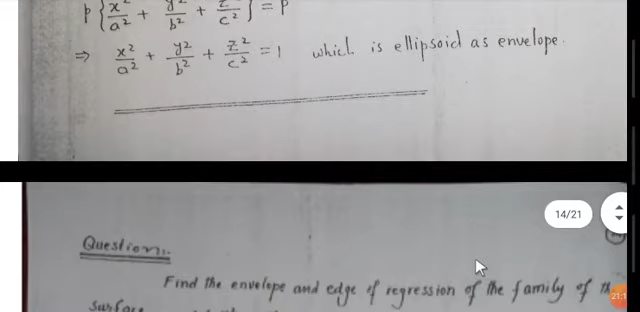 p { x²/a² + y²/b² + z²/c² } = p
⇒ x²/a² + y²/b² + z²/c² = 1 which is ellipsoid as envelope.
14/21
Question:.
Find the envelope and edge of regression of the family of
surface